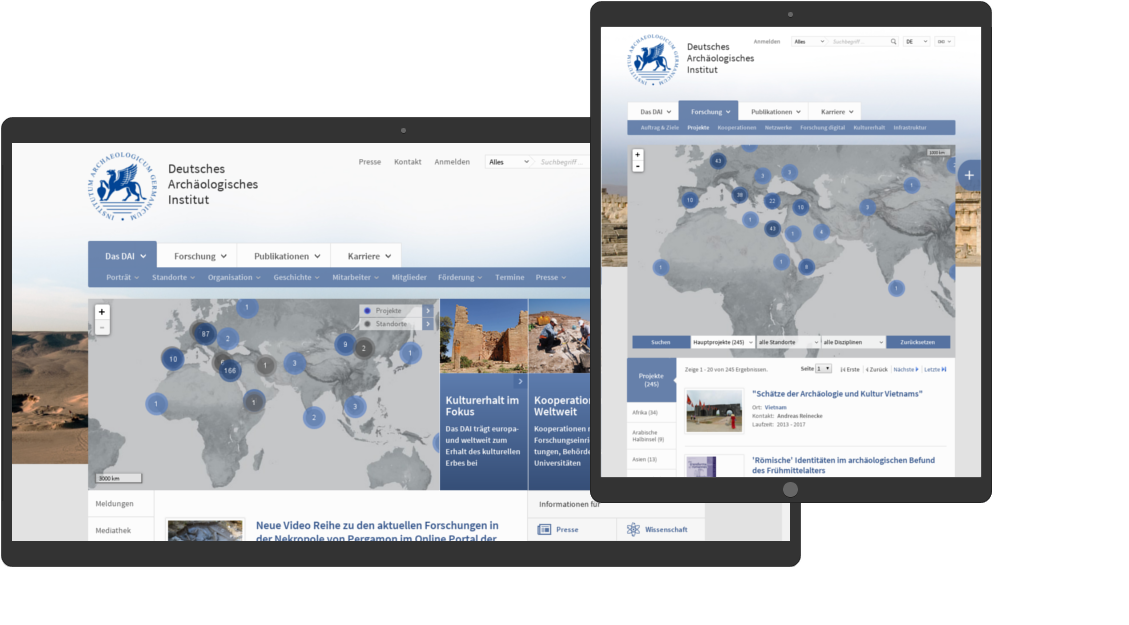 INSTITUTUM ARCHAEOLOGICUM GERMANICUM
Deutsches
Archäologisches
Institut
Presse Kontakt Anmelden Alles Suchbegriff ...
Das DAI Forschung Publikationen Karriere
Porträt Standorte Organisation Geschichte Mitarbeiter Mitglieder Förderung Termine Presse
+
-
1
87
2
10
166
1
3
9
2
1
1
1
2
3
Projekte
Standorte
3000 km
Kulturerhalt im
Fokus
Das DAI trägt europa-
und weltweit zum
Erhalt des kulturellen
Erbes bei
Kooperation
Weltweit
Kooperationen
Forschungseinri
tungen, Behörd
Universitäten
Meldungen
Mediathek
Neue Video Reihe zu den aktuellen Forschungen in
der Nekropole von Pergamon im Online Portal der
Informationen für
Presse Wissenschaft
INSTITUTUM ARCHAEOLOGICUM GERMANICUM
Deutsches
Archäologisches
Institut
Anmelden Alles Suchbegriff ... DE
Das DAI Forschung Publikationen Karriere
Auftrag & Ziele Projekte Kooperationen Netzwerke Forschung digital Kulturerhalt Infrastruktur
+
-
43
3
1
1
10
38
22
10
3
1
43
1
4
1
1
8
1
+
Suchen Hauptprojekte (245) alle Standorte alle Disziplinen Zurücksetzen
Projekte
(245)
Afrika (34)
Arabische
Halbinsel (9)
Asien (13)
Zeige 1 - 20 von 245 Ergebnissen. Seite 1 Erste Zurück Nächste Letzte
"Schätze der Archäologie und Kultur Vietnams"
Ort: Vietnam
Kontakt: Andreas Reinecke
Laufzeit: 2013 - 2017
'Römische' Identitäten im archäologischen Befund
des Frühmittelalters